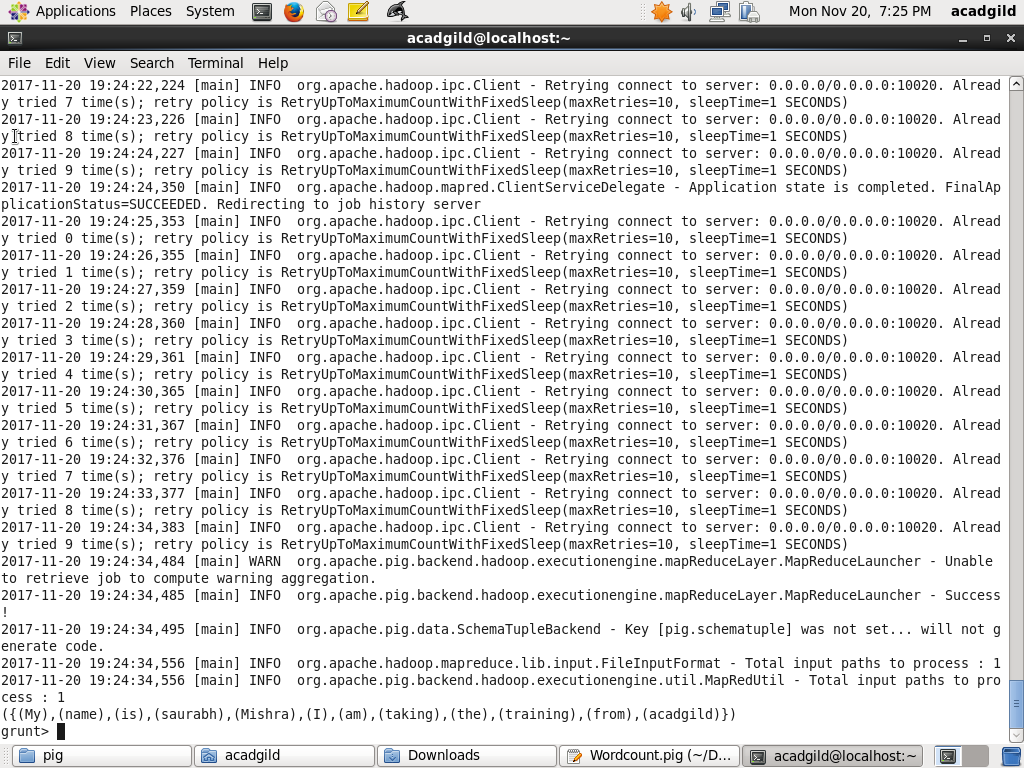 Applications Places System Mon Nov 20, 7:25 PM acadgild
acadgild@localhost:~
File Edit View Search Terminal Help
2017-11-20 19:24:22,224 [main] INFO  org.apache.hadoop.ipc.Client - Retrying connect to server: 0.0.0.0/0.0.0.0:10020. Alread
y tried 7 time(s); retry policy is RetryUpToMaximumCountWithFixedSleep(maxRetries=10, sleepTime=1 SECONDS)
2017-11-20 19:24:23,226 [main] INFO  org.apache.hadoop.ipc.Client - Retrying connect to server: 0.0.0.0/0.0.0.0:10020. Alread
y tried 8 time(s); retry policy is RetryUpToMaximumCountWithFixedSleep(maxRetries=10, sleepTime=1 SECONDS)
2017-11-20 19:24:24,227 [main] INFO  org.apache.hadoop.ipc.Client - Retrying connect to server: 0.0.0.0/0.0.0.0:10020. Alread
y tried 9 time(s); retry policy is RetryUpToMaximumCountWithFixedSleep(maxRetries=10, sleepTime=1 SECONDS)
2017-11-20 19:24:24,350 [main] INFO  org.apache.hadoop.mapred.ClientServiceDelegate - Application state is completed. FinalAp
plicationStatus=SUCCEEDED. Redirecting to job history server
2017-11-20 19:24:25,353 [main] INFO  org.apache.hadoop.ipc.Client - Retrying connect to server: 0.0.0.0/0.0.0.0:10020. Alread
y tried 0 time(s); retry policy is RetryUpToMaximumCountWithFixedSleep(maxRetries=10, sleepTime=1 SECONDS)
2017-11-20 19:24:26,355 [main] INFO  org.apache.hadoop.ipc.Client - Retrying connect to server: 0.0.0.0/0.0.0.0:10020. Alread
y tried 1 time(s); retry policy is RetryUpToMaximumCountWithFixedSleep(maxRetries=10, sleepTime=1 SECONDS)
2017-11-20 19:24:27,359 [main] INFO  org.apache.hadoop.ipc.Client - Retrying connect to server: 0.0.0.0/0.0.0.0:10020. Alread
y tried 2 time(s); retry policy is RetryUpToMaximumCountWithFixedSleep(maxRetries=10, sleepTime=1 SECONDS)
2017-11-20 19:24:28,360 [main] INFO  org.apache.hadoop.ipc.Client - Retrying connect to server: 0.0.0.0/0.0.0.0:10020. Alread
y tried 3 time(s); retry policy is RetryUpToMaximumCountWithFixedSleep(maxRetries=10, sleepTime=1 SECONDS)
2017-11-20 19:24:29,361 [main] INFO  org.apache.hadoop.ipc.Client - Retrying connect to server: 0.0.0.0/0.0.0.0:10020. Alread
y tried 4 time(s); retry policy is RetryUpToMaximumCountWithFixedSleep(maxRetries=10, sleepTime=1 SECONDS)
2017-11-20 19:24:30,365 [main] INFO  org.apache.hadoop.ipc.Client - Retrying connect to server: 0.0.0.0/0.0.0.0:10020. Alread
y tried 5 time(s); retry policy is RetryUpToMaximumCountWithFixedSleep(maxRetries=10, sleepTime=1 SECONDS)
2017-11-20 19:24:31,367 [main] INFO  org.apache.hadoop.ipc.Client - Retrying connect to server: 0.0.0.0/0.0.0.0:10020. Alread
y tried 6 time(s); retry policy is RetryUpToMaximumCountWithFixedSleep(maxRetries=10, sleepTime=1 SECONDS)
2017-11-20 19:24:32,376 [main] INFO  org.apache.hadoop.ipc.Client - Retrying connect to server: 0.0.0.0/0.0.0.0:10020. Alread
y tried 7 time(s); retry policy is RetryUpToMaximumCountWithFixedSleep(maxRetries=10, sleepTime=1 SECONDS)
2017-11-20 19:24:33,377 [main] INFO  org.apache.hadoop.ipc.Client - Retrying connect to server: 0.0.0.0/0.0.0.0:10020. Alread
y tried 8 time(s); retry policy is RetryUpToMaximumCountWithFixedSleep(maxRetries=10, sleepTime=1 SECONDS)
2017-11-20 19:24:34,383 [main] INFO  org.apache.hadoop.ipc.Client - Retrying connect to server: 0.0.0.0/0.0.0.0:10020. Alread
y tried 9 time(s); retry policy is RetryUpToMaximumCountWithFixedSleep(maxRetries=10, sleepTime=1 SECONDS)
2017-11-20 19:24:34,484 [main] WARN  org.apache.pig.backend.hadoop.executionengine.mapReduceLayer.MapReduceLauncher - Unable
to retrieve job to compute warning aggregation.
2017-11-20 19:24:34,485 [main] INFO  org.apache.pig.backend.hadoop.executionengine.mapReduceLayer.MapReduceLauncher - Success
!
2017-11-20 19:24:34,495 [main] INFO  org.apache.pig.data.SchemaTupleBackend - Key [pig.schematuple] was not set... will not g
enerate code.
2017-11-20 19:24:34,556 [main] INFO  org.apache.hadoop.mapreduce.lib.input.FileInputFormat - Total input paths to process : 1
2017-11-20 19:24:34,556 [main] INFO  org.apache.pig.backend.hadoop.executionengine.util.MapRedUtil - Total input paths to pro
cess : 1
({(My),(name),(is),(saurabh),(Mishra),(I),(am),(taking),(the),(training),(from),(acadgild)})
grunt>
pig acadgild Downloads Wordcount.pig (~/D... acadgild@localhost:~